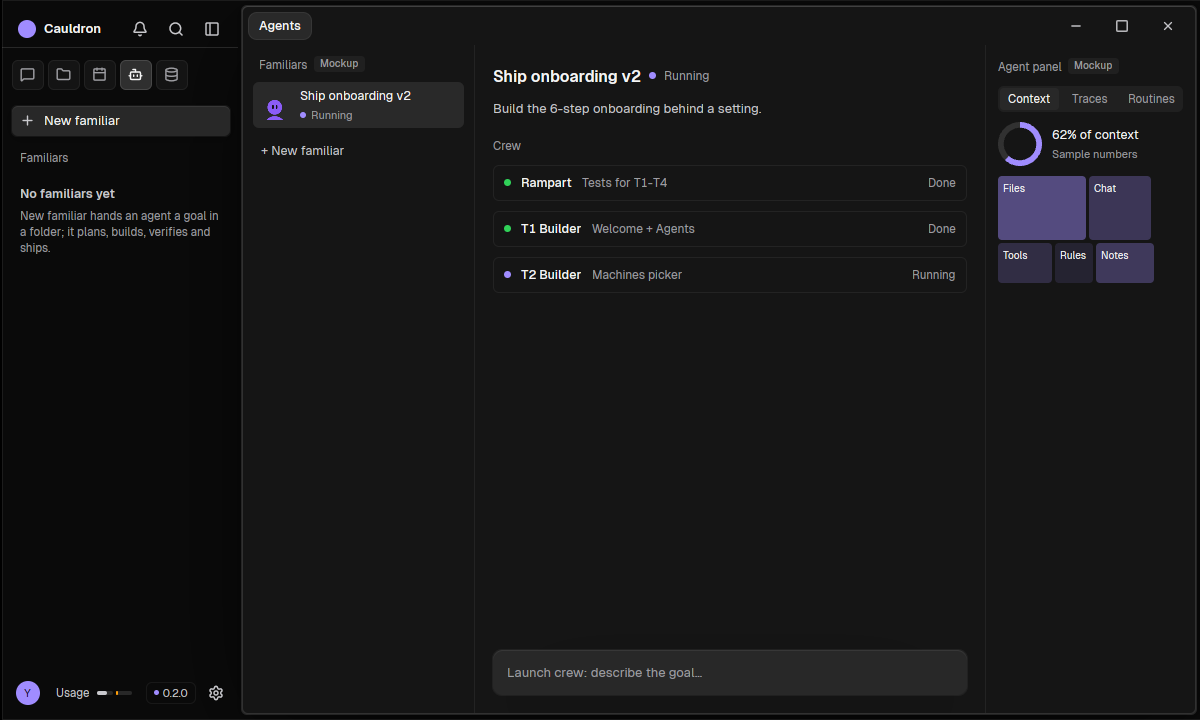 Cauldron
New familiar
Familiars
No familiars yet
New familiar hands an agent a goal in
a folder; it plans, builds, verifies and
ships.
Y
Usage
0.2.0
Agents
Familiars Mockup
Ship onboarding v2
Running
+ New familiar
Ship onboarding v2 Running
Build the 6-step onboarding behind a setting.
Crew
Rampart Tests for T1-T4 Done
T1 Builder Welcome + Agents Done
T2 Builder Machines picker Running
Launch crew: describe the goal...
Agent panel Mockup
Context Traces Routines
62% of context
Sample numbers
Files Chat
Tools Rules Notes